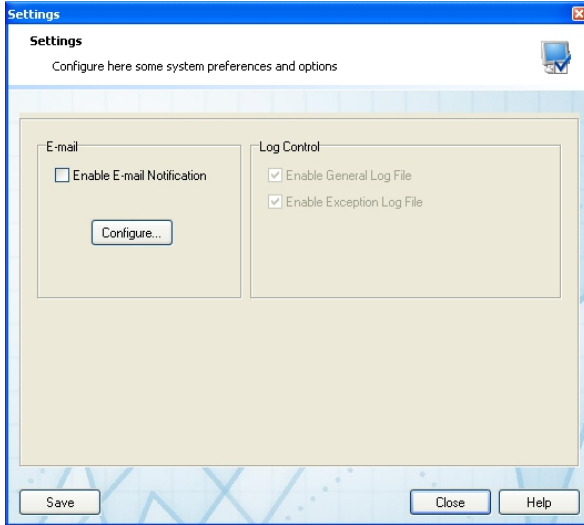 Settings
Settings
Configure here some system preferences and options
E-mail
Enable E-mail Notification
Configure...
Log Control
Enable General Log File
Enable Exception Log File
Save
Close
Help